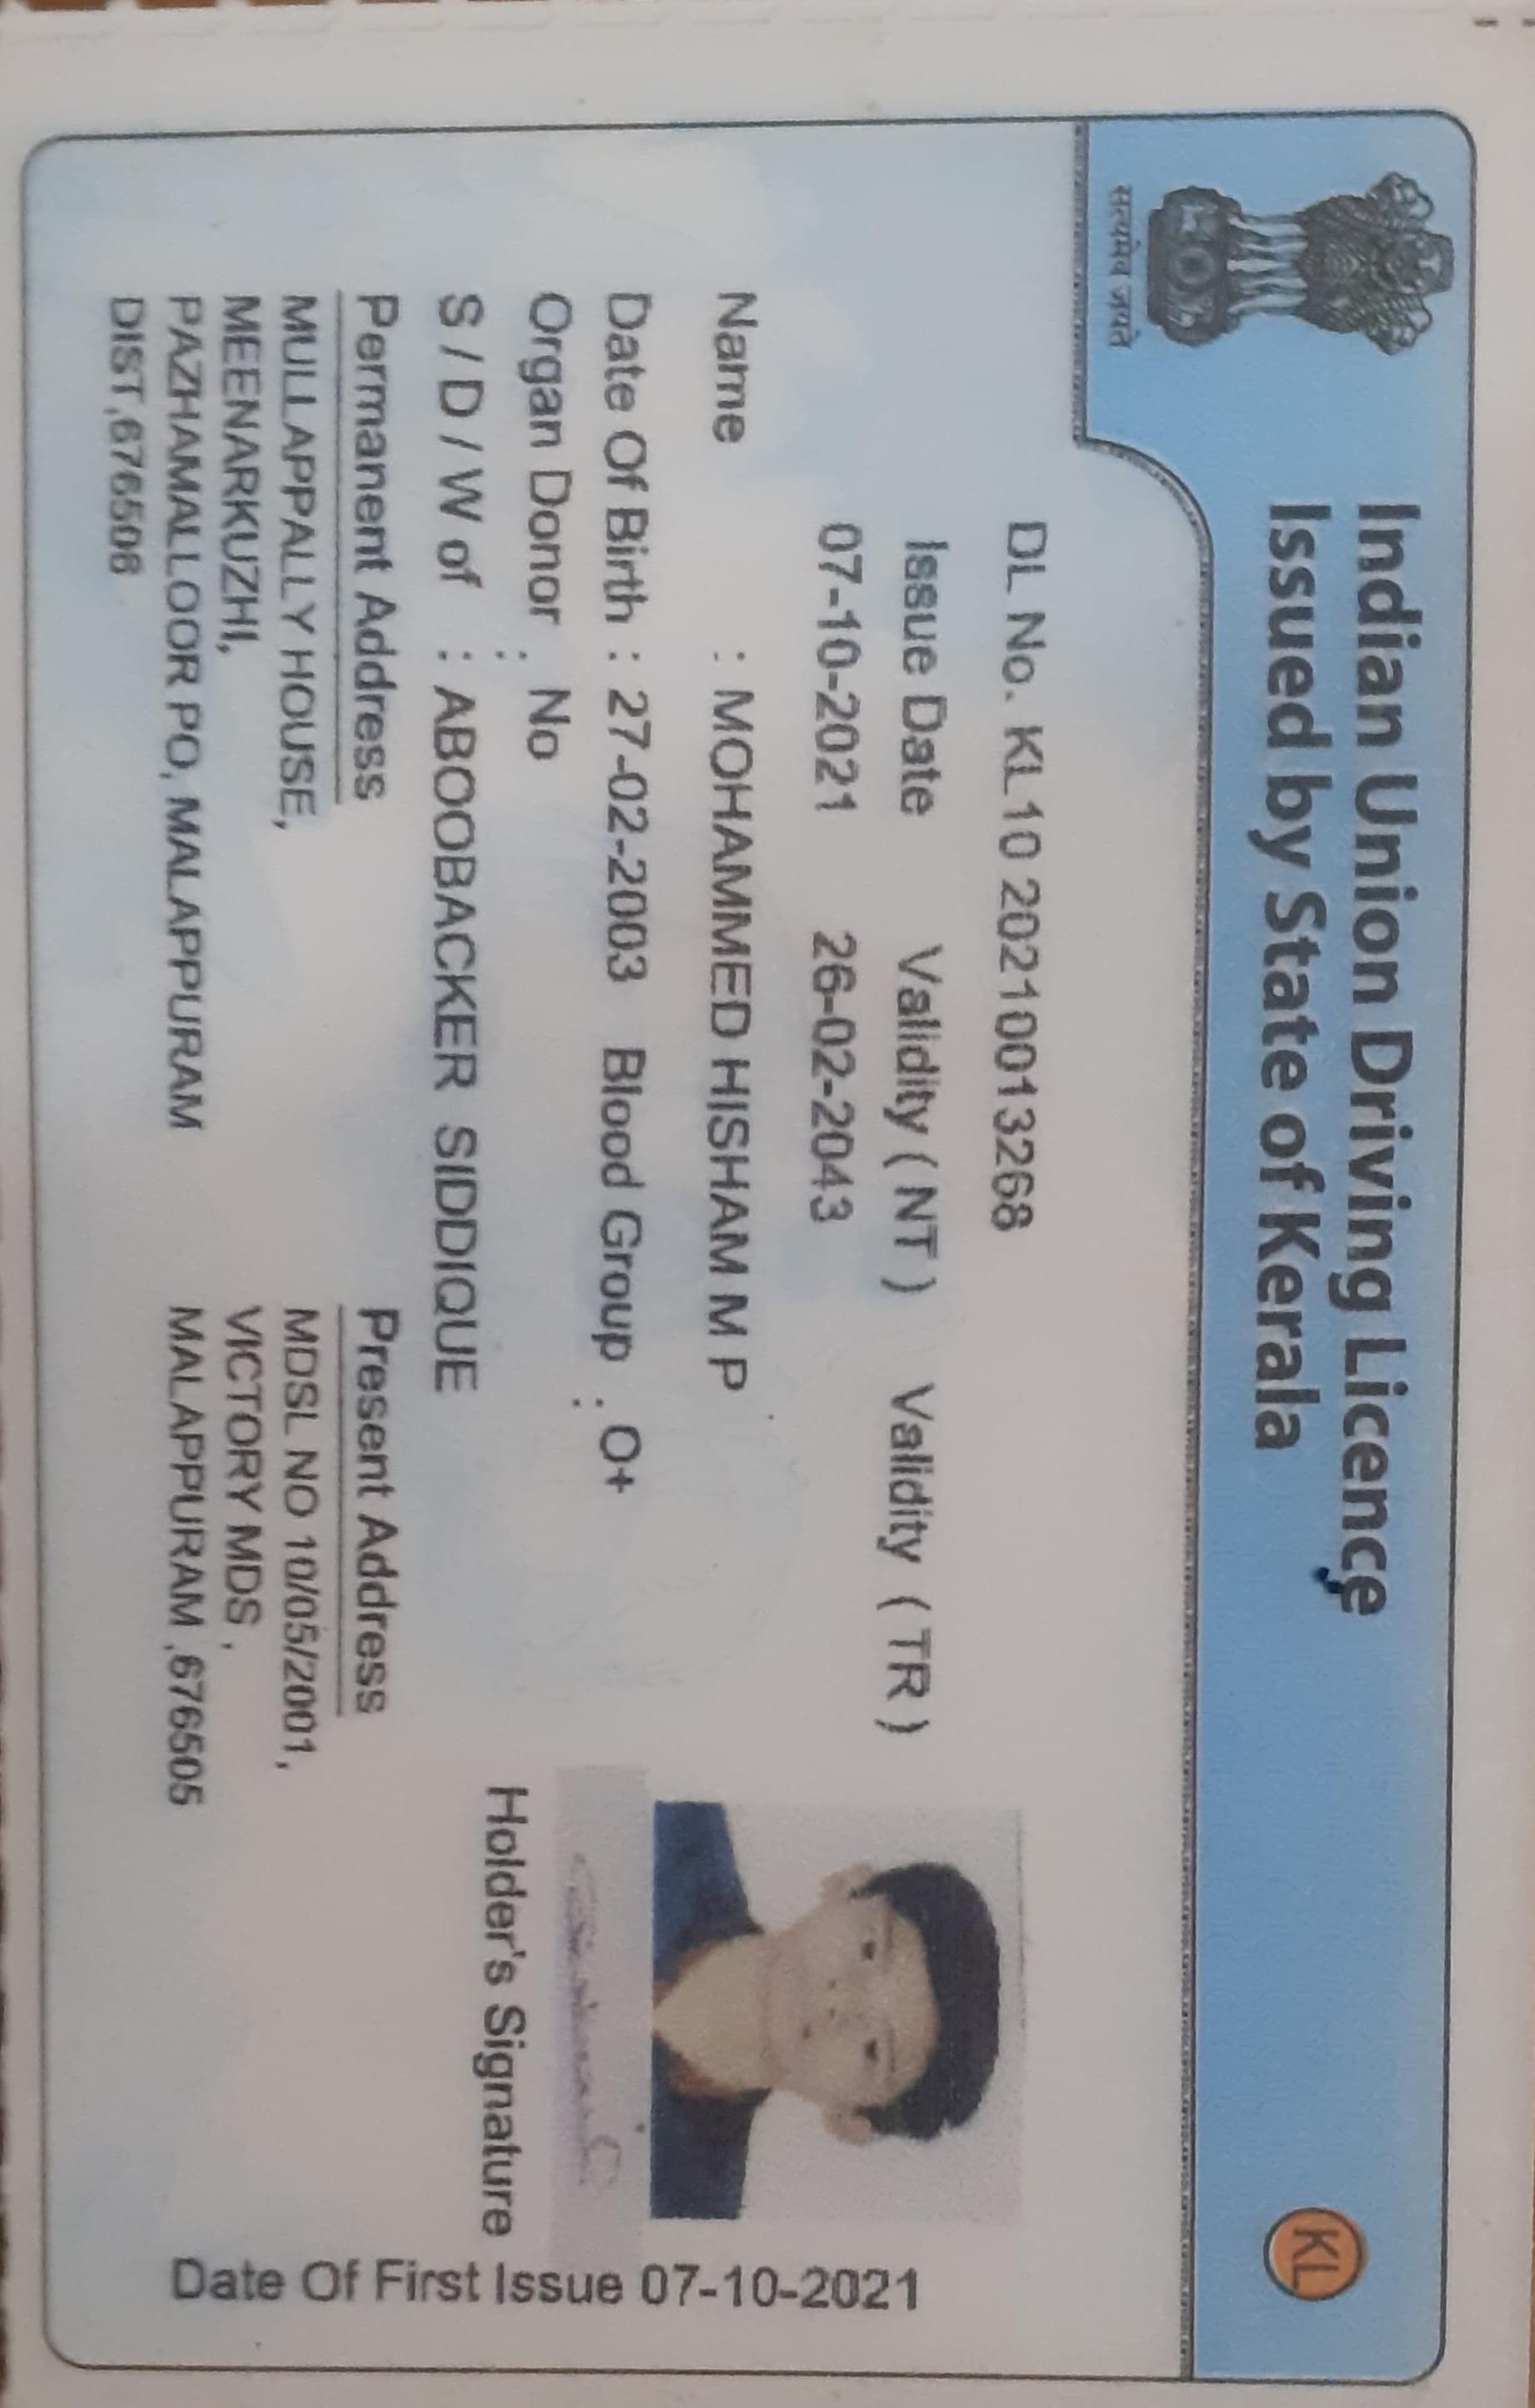 Indian Union Driving Licence
Issued by State of Kerala
KL
सत्यमेव जयते
DL No. KL10 20210013268
Issue Date Validity ( NT ) Validity ( TR )
07-10-2021 26-02-2043
Name : MOHAMMED HISHAM M P
Date Of Birth : 27-02-2003 Blood Group : O+
Organ Donor : No
S / D / W of : ABOOBACKER SIDDIQUE
Holder's Signature
Permanent Address
MULLAPPALLY HOUSE,
MEENARKUZHI,
PAZHAMALLOOR PO, MALAPPURAM
DIST,676506
Present Address
MDSL NO 10/05/2001,
VICTORY MDS ,
MALAPPURAM ,676505
Date Of First Issue 07-10-2021